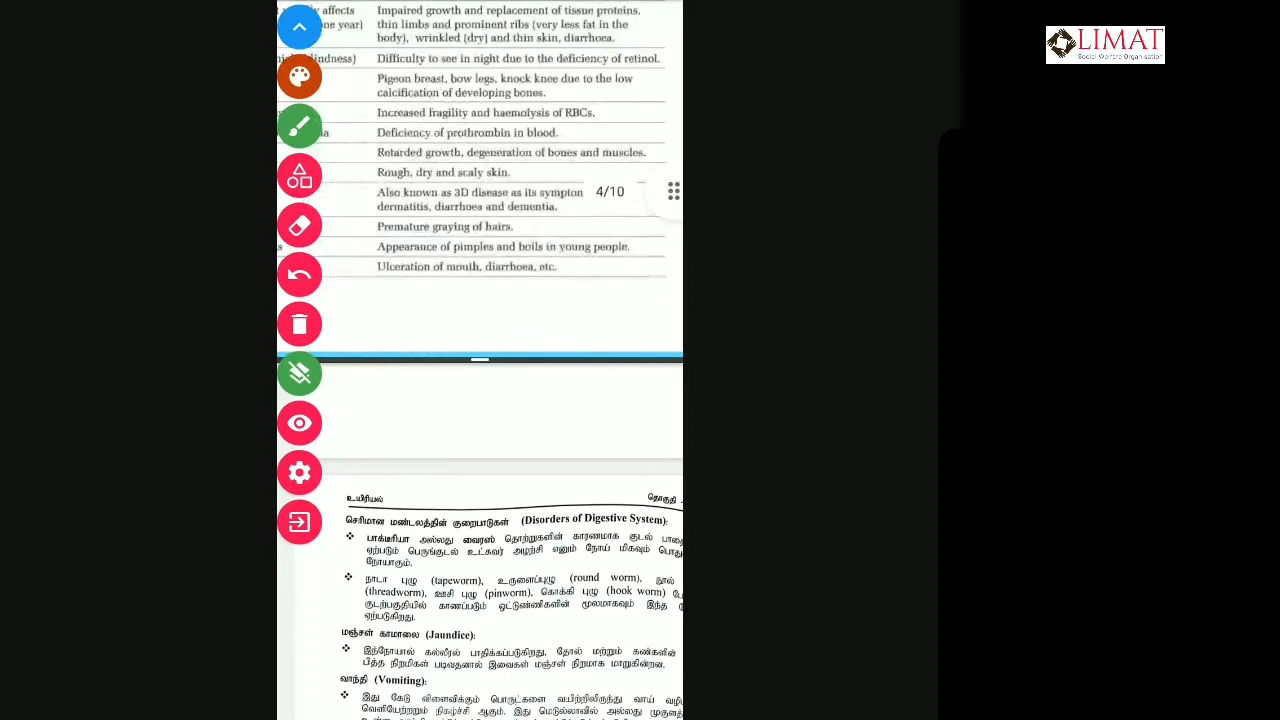 affects
Impaired growth and replacement of tissue proteins,
one year)
thin limbs and prominent ribs (very less fat in the
body), wrinkled (dry) and thin skin, diarrhoea.
blindness)
Difficulty to see in night due to the deficiency of retinol.
Pigeon breast, bow legs, knock knee due to the low
calcification of developing bones.
Increased fragility and haemolysis of RBCs.
Deficiency of prothrombin in blood.
Retarded growth, degeneration of bones and muscles.
Rough, dry and scaly skin.
Also known as 3D disease as its symptom
dermatitis, diarrhoea and dementia.
4/10
Premature graying of hairs.
Appearance of pimples and boils in young people.
Ulceration of mouth, diarrhoea, etc.
உயிரியல்
தொகுதி
செரிமான மண்டலத்தின் குறைபாடுகள் (Disorders of Digestive System):
❖ பாக்டீரியா அல்லது வைரஸ் தொற்றுகளின் காரணமாக குடல்
ஏற்படும் பெருங்குடல் உட்சுவர் அழற்சி எனும் நோய் மிகவும்
நோயாகும்.
❖ நாடா புழு (tapeworm), உருளைப்புழு (round worm), நூல்
(threadworm), ஊசி புழு (pinworm), கொக்கி புழு (hook worm)
குடற்பகுதியில் காணப்படும் ஒட்டுண்ணிகளின் மூலமாகவும் இந்த
ஏற்படுகிறது.
மஞ்சள் காமாலை (Jaundice):
❖ இந்நோயால் கல்லீரல் பாதிக்கப்படுகிறது, தோல் மற்றும் கண்களின்
பித்த நிறமிகள் படிவதனால் இவைகள் மஞ்சள் நிறமாக மாறுகின்றன.
வாந்தி (Vomiting):
❖ இது கேடு விளைவிக்கும் பொருட்களை வயிற்றிலிருந்து வாய்
வெளியேற்றறும் நிகழ்ச்சி ஆகும். இது மெடுல்லாவில் அல்லது
LIMAT
Social Welfare Organisation